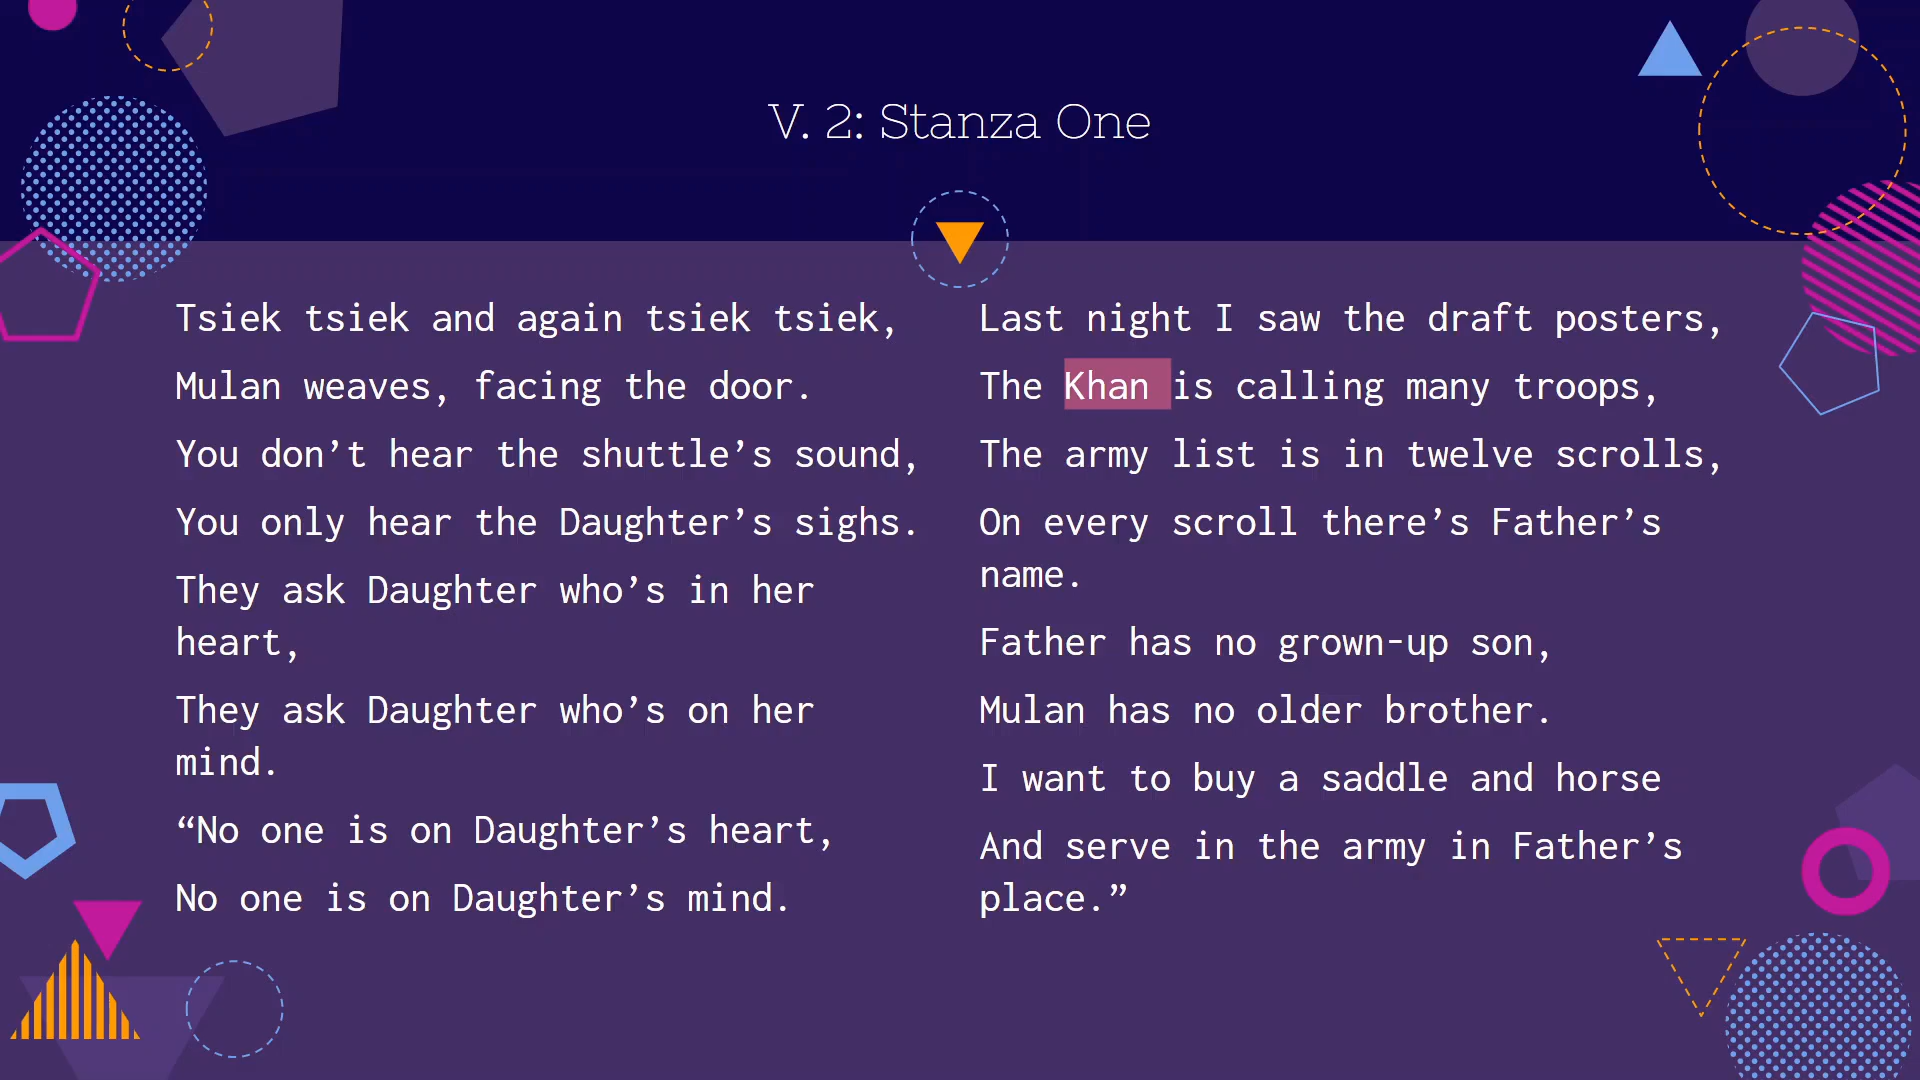 V. 2: Stanza One
Tsiek tsiek and again tsiek tsiek,
Mulan weaves, facing the door.
You don’t hear the shuttle’s sound,
You only hear the Daughter’s sighs.
They ask Daughter who’s in her
heart,
They ask Daughter who’s on her
mind.
“No one is on Daughter’s heart,
No one is on Daughter’s mind.
Last night I saw the draft posters,
The Khan is calling many troops,
The army list is in twelve scrolls,
On every scroll there’s Father’s
name.
Father has no grown-up son,
Mulan has no older brother.
I want to buy a saddle and horse
And serve in the army in Father’s
place.”